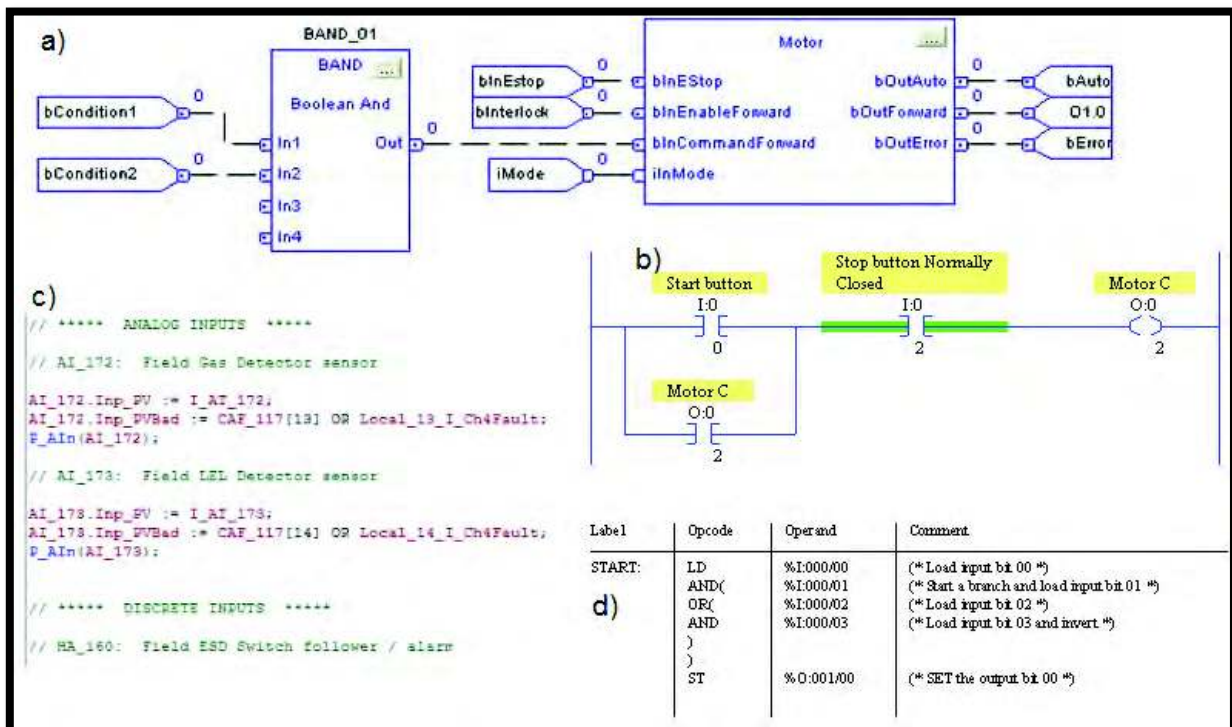 a)
BAND_01
BAND ...
Boolean And
bCondition1 0
In1 Out 0
bCondition2 0
In2
In3
In4
Motor ...
bInEstop 0 bInEStop bOutAuto 0 bAuto
bInterlock 0 bInEnableForward bOutForward 0 O1.0
bInCommandForward bOutError 0 bError
iMode 0 iInMode
b)
Start button
I:0
0
Stop button Normally
Closed
I:0
2
Motor C
O:0
2
Motor C
O:0
2
c)
// ***** ANALOG INPUTS *****
// AI_172: Field Gas Detector sensor
AI_172.Inp_PV := I_AT_172;
AI_172.Inp_PVBad := CAF_117[13] OR Local_13_I_Ch4Fault;
P_AIn(AI_172);
// AI_173: Field LEL Detector sensor
AI_173.Inp_PV := I_AT_173;
AI_173.Inp_PVBad := CAF_117[14] OR Local_14_I_Ch4Fault;
P_AIn(AI_173);
// ***** DISCRETE INPUTS *****
// HA_160: Field ESD Switch follower / alarm
d)
Label Opcode Operand Comment
START: LD %I:000/00 (* Load input bit 00 *)
AND( %I:000/01 (* Start a branch and load input bit 01 *)
OR( %I:000/02 (* Load input bit 02 *)
AND %I:000/03 (* Load input bit 03 and invert *)
)
)
ST %O:001/00 (* SET the output bit 00 *)